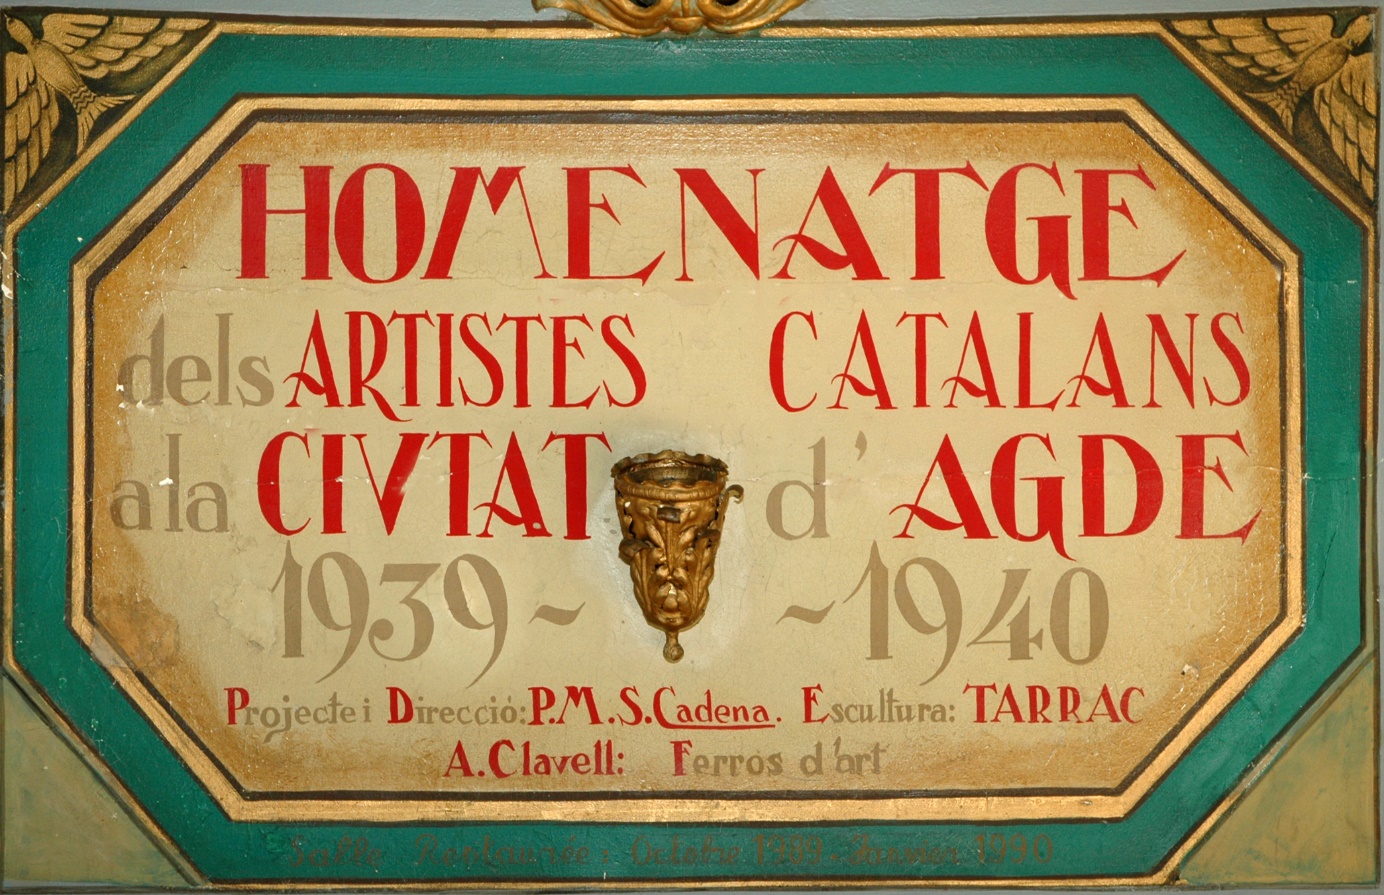 HOMENATGE
dels ARTISTES CATALANS
a la CIVTAT d'AGDE
1939 ~ ~ 1940
Projecte i Direcció: P.M.S. Cadena. Escultura: TARRAC
A. Clavell: Ferros d'art
Salle Restaurée: Octobre 1989 - Janvier 1990